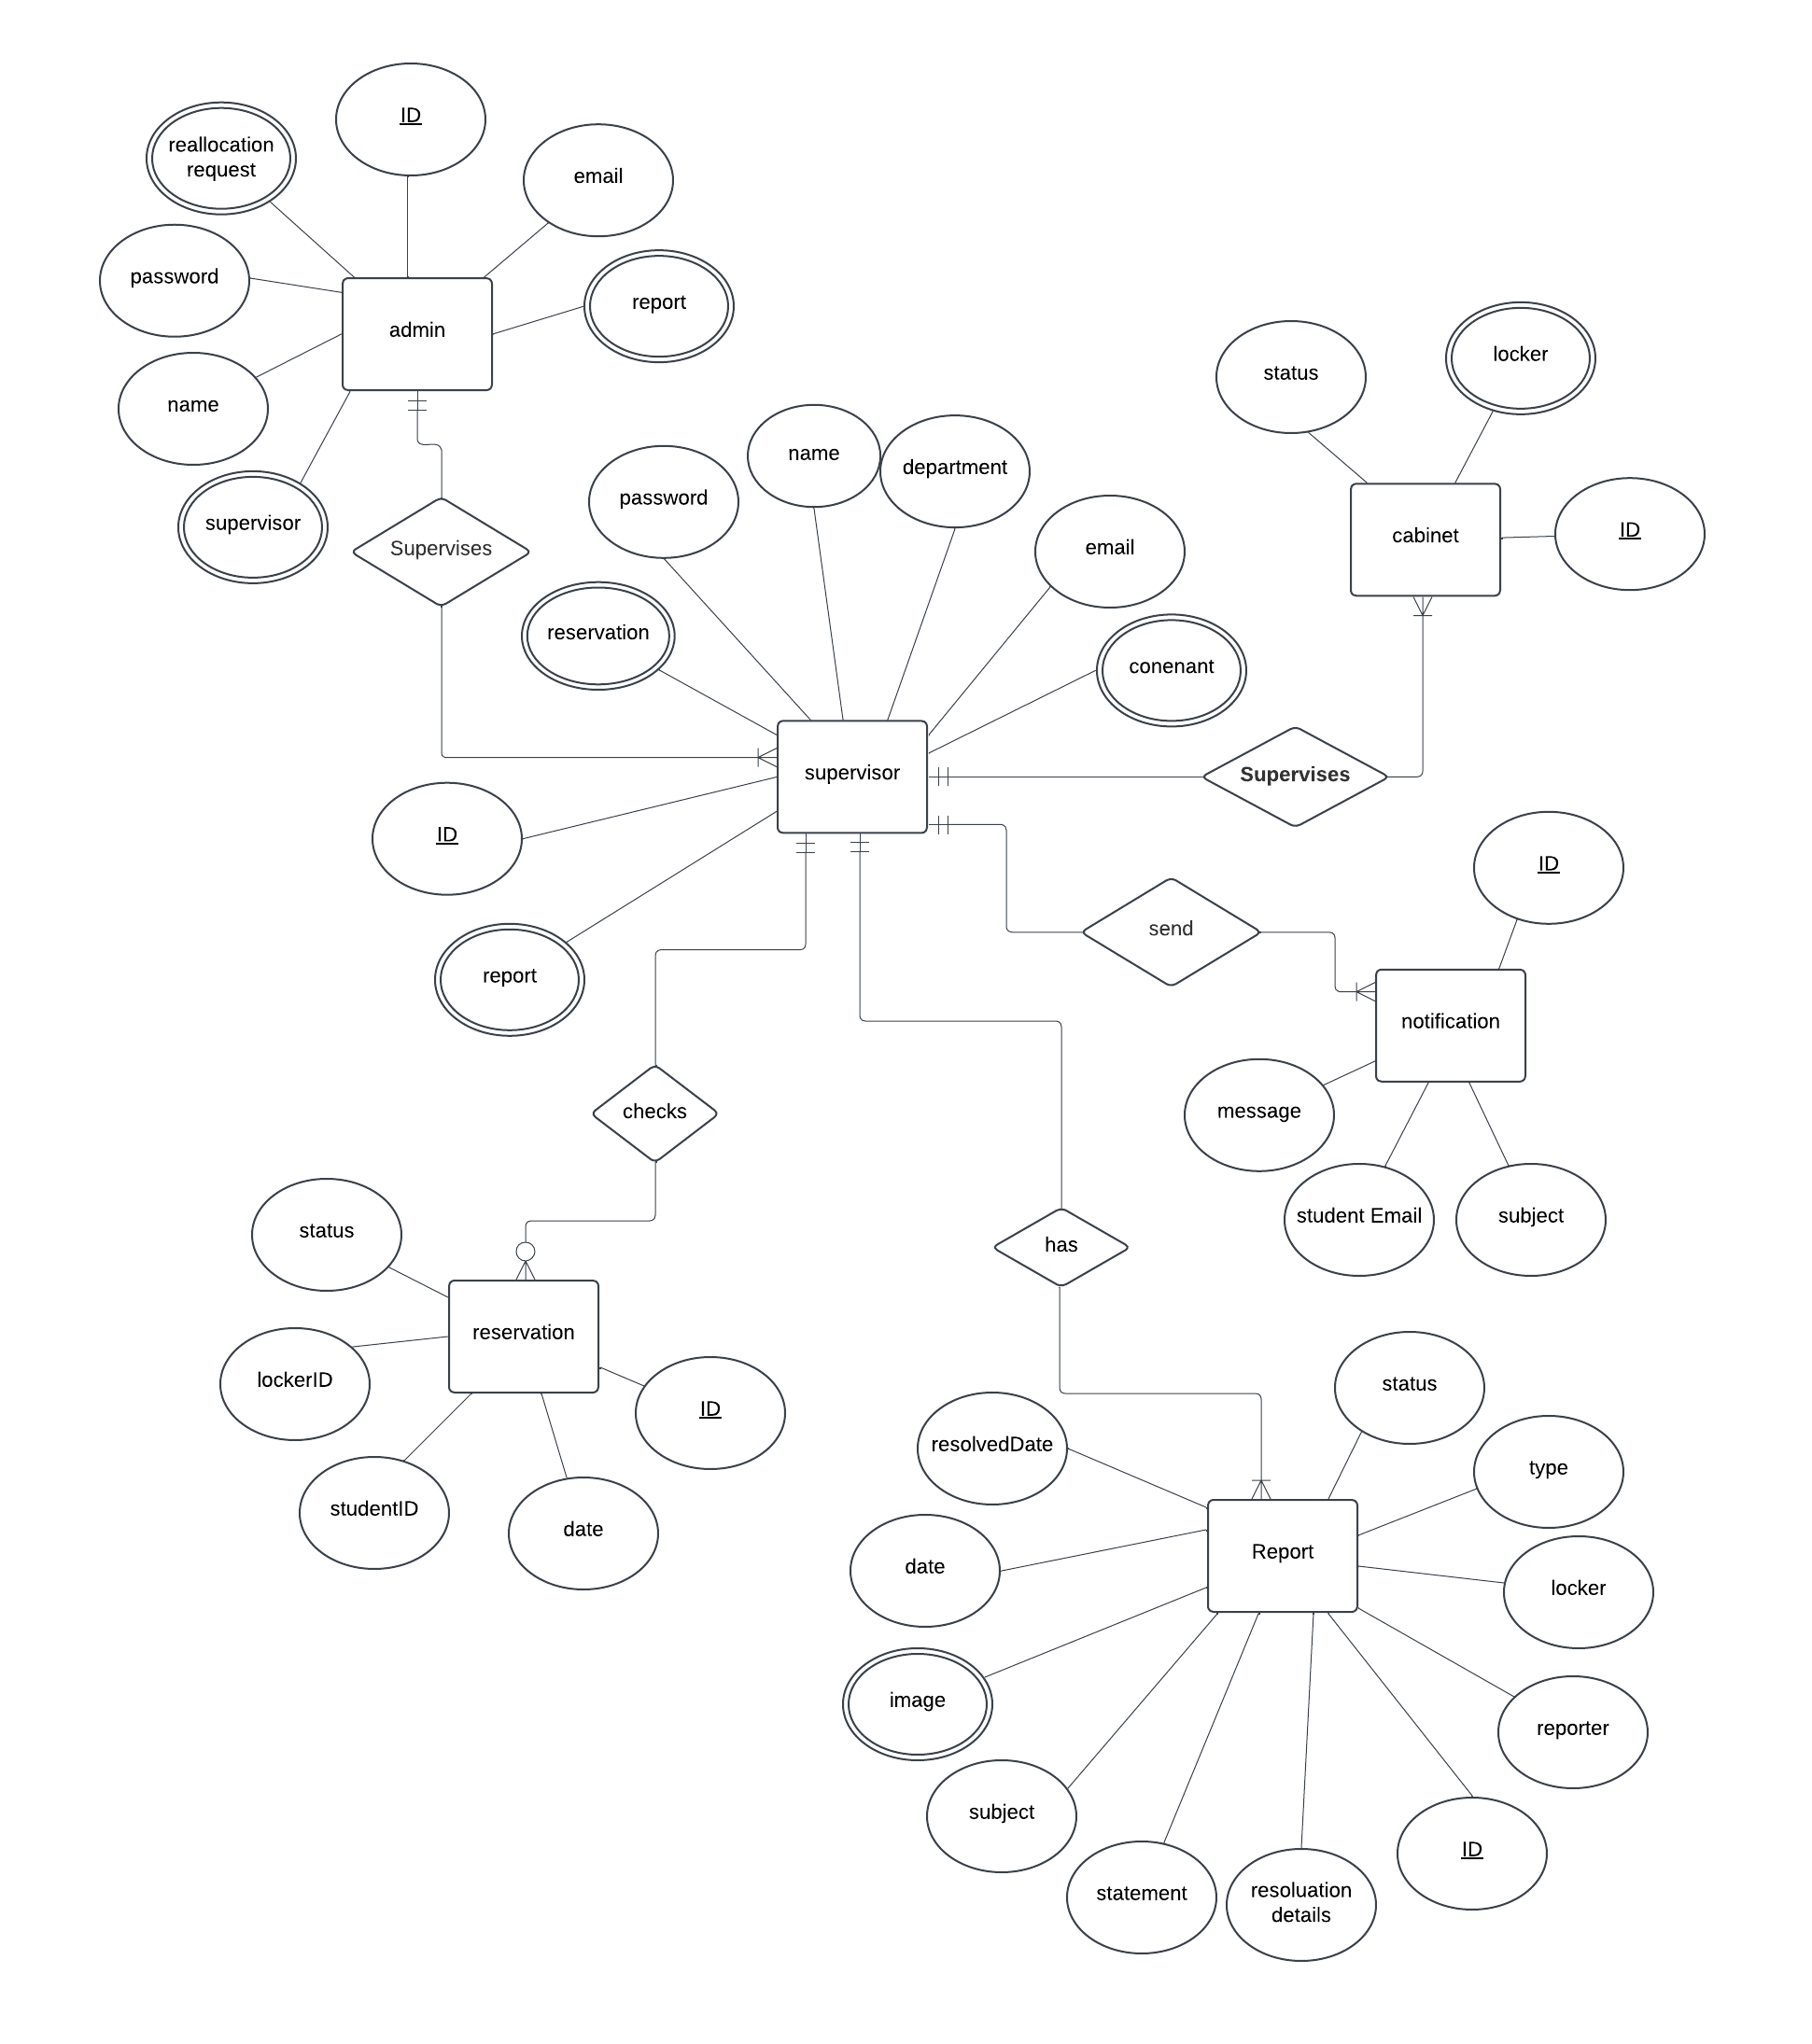 ID
reallocation
request
email
password
report
admin
name
supervisor
Supervises
status
locker
cabinet
ID
name
department
password
email
reservation
conenant
supervisor
Supervises
ID
report
send
ID
notification
message
student Email
subject
checks
has
status
reservation
lockerID
ID
studentID
date
status
resolvedDate
type
Report
date
locker
image
reporter
subject
statement
resoluation
details
ID